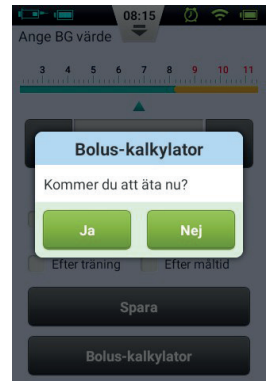 08:15
Ange BG värde
3 4 5 6 7 8 9 10 11
Bolus-kalkylator
Kommer du att äta nu?
Ja Nej
Efter träning Efter måltid
Spara
Bolus-kalkylator